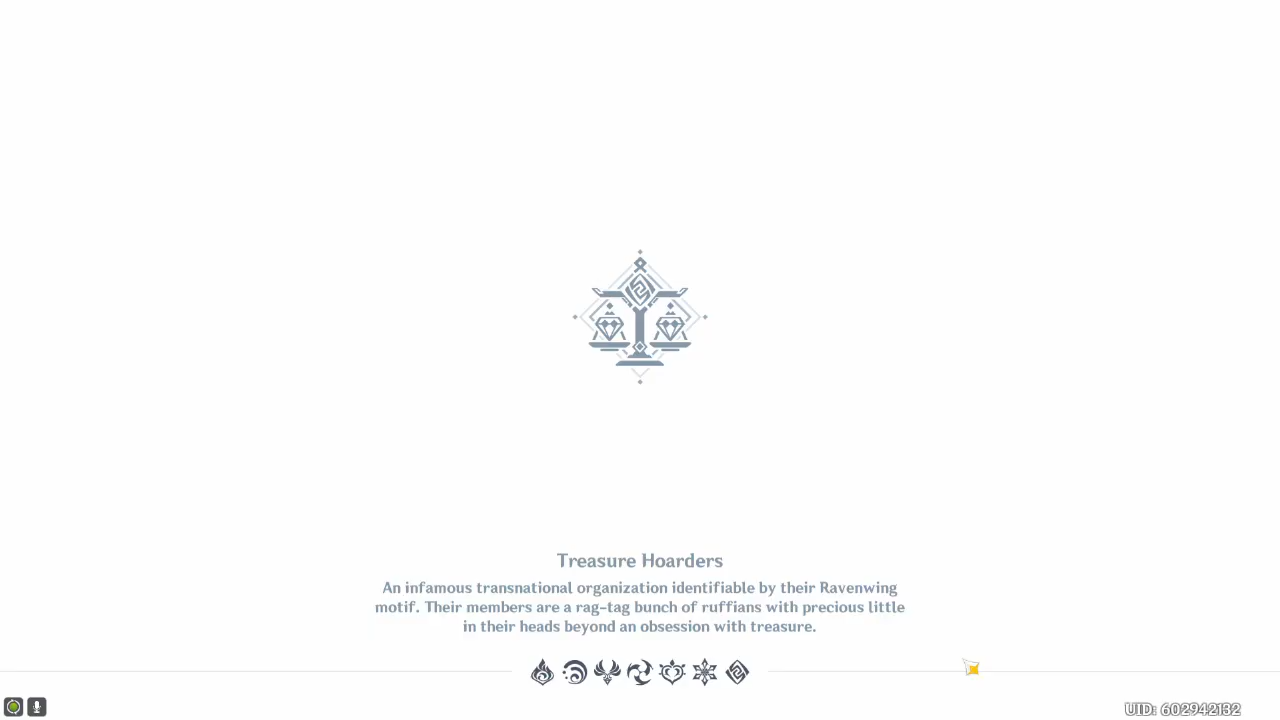 Treasure Hoarders
An infamous transnational organization identifiable by their Ravenwing
motif. Their members are a rag-tag bunch of ruffians with precious little
in their heads beyond an obsession with treasure.
UID: 602942132